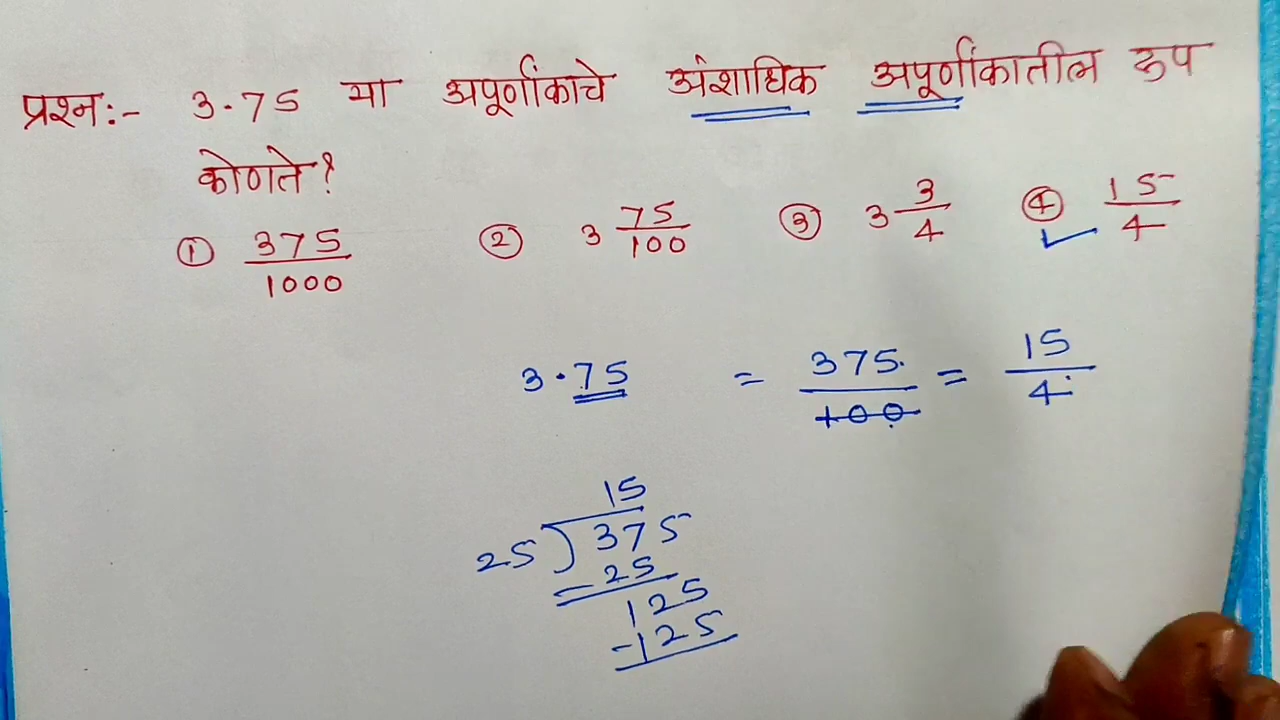 प्रश्न:- 3.75 या अपूर्णांकाचे अंशाधिक अपूर्णांकातील रुप
कोणते?
① 375/1000 ② 3 75/100 ③ 3 3/4 ④ 15/4
3.75 = 375/100 = 15/4
15
25 ) 375
- 25
125
- 125